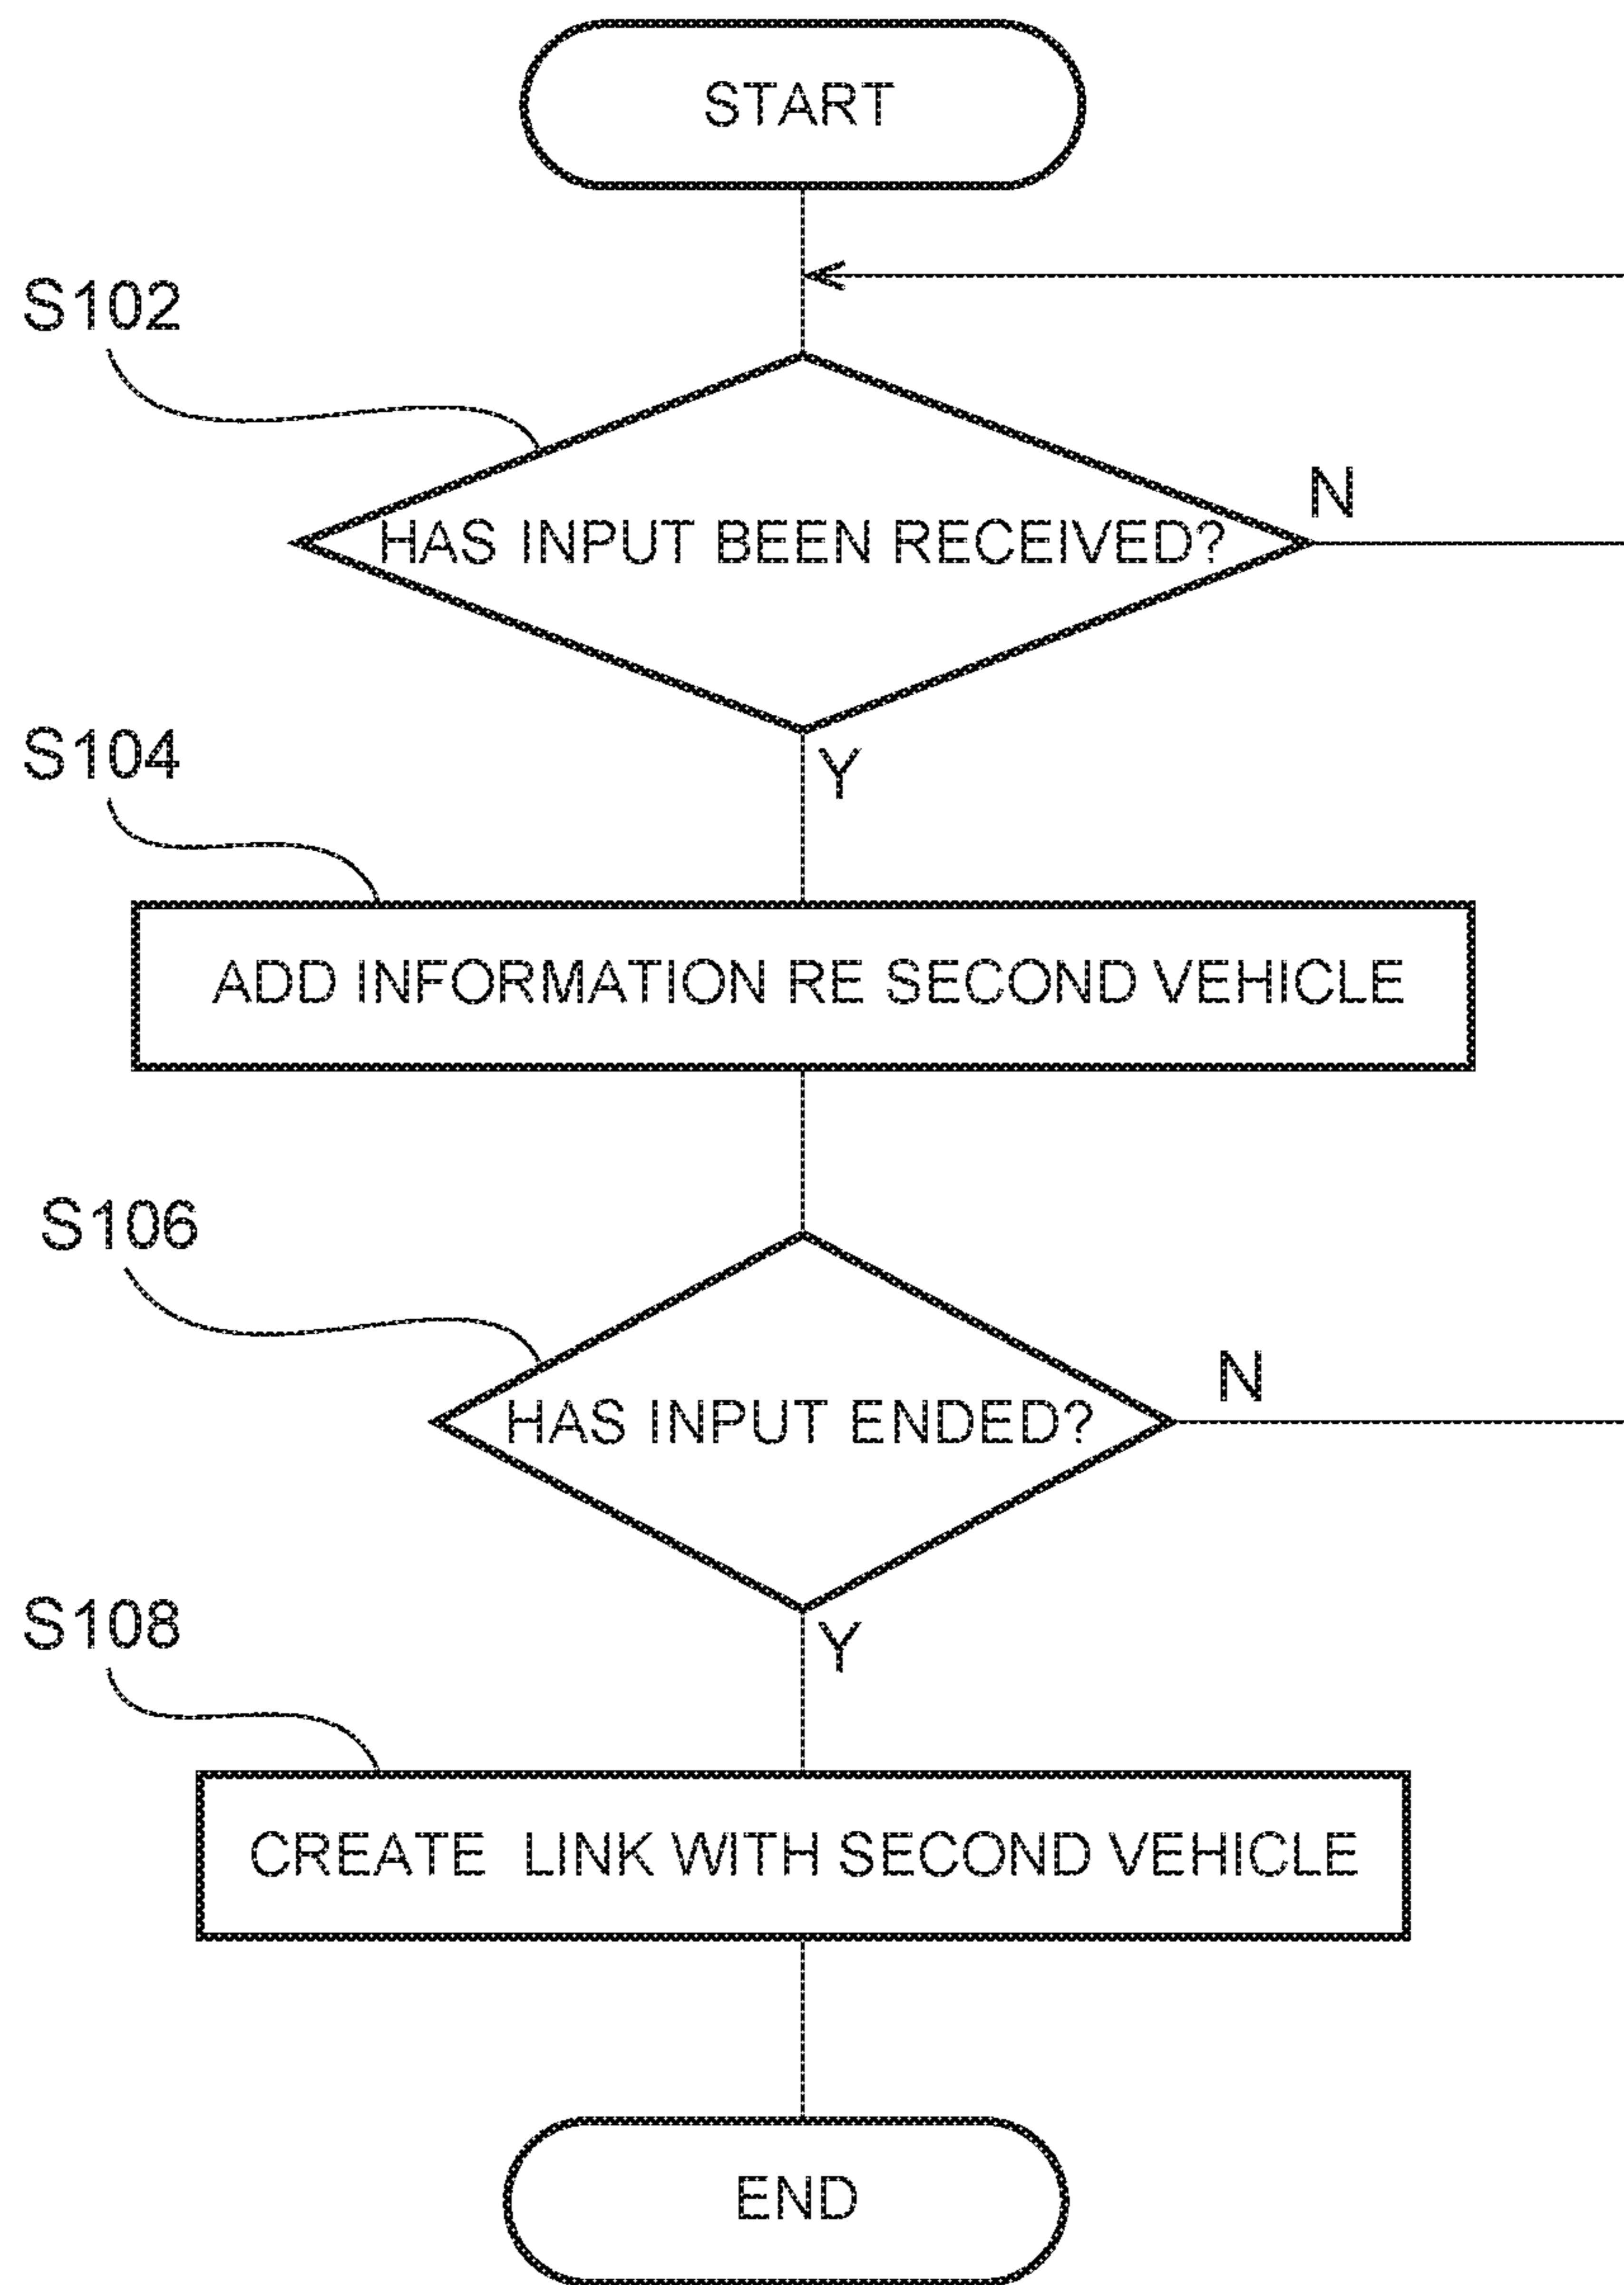 START
S102
HAS INPUT BEEN RECEIVED?
N
Y
S104
ADD INFORMATION RE SECOND VEHICLE
S106
HAS INPUT ENDED?
N
Y
S108
CREATE LINK WITH SECOND VEHICLE
END